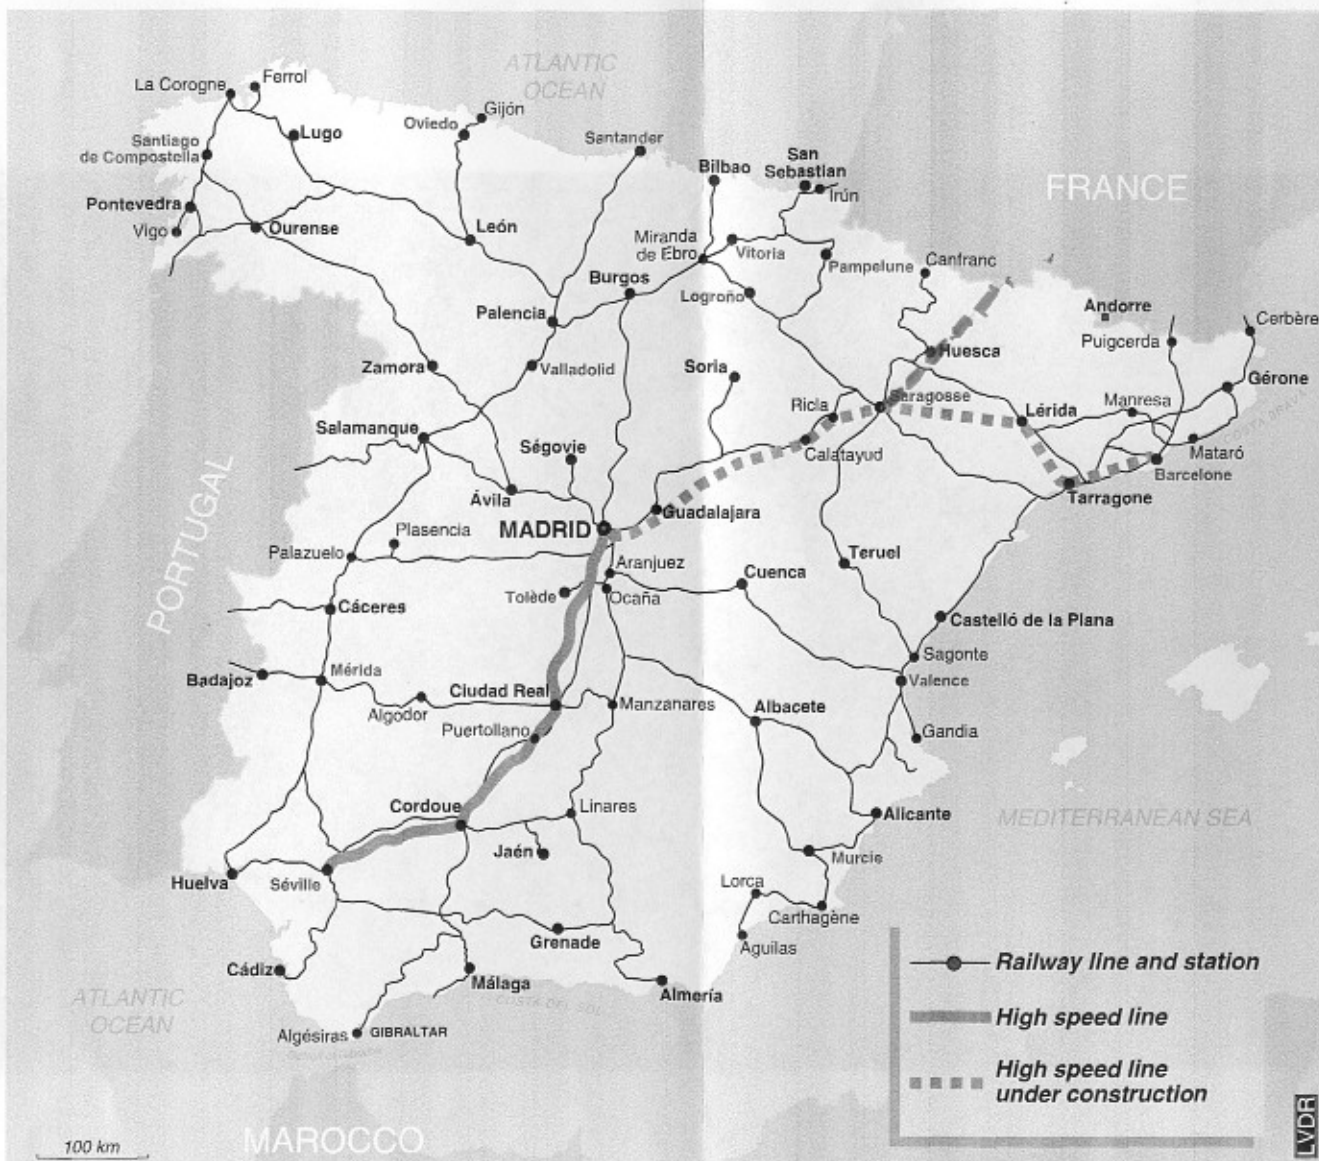 ATLANTIC
OCEAN
La Corogne
Ferrol
Gijón
Oviedo
Lugo
Santander
Santiago
de Compostella
Bilbao
San
Sebastian
Irún
FRANCE
Pontevedra
Vigo
Ourense
León
Miranda
de Ebro
Vitoria
Pampelune
Canfranc
Burgos
Logroño
Palencia
Andorre
Cerbère
Puigcerda
Huesca
Zamora
Valladolid
Soria
Gérone
Ricla
Saragosse
Lérida
Manresa
COSTA BRAVA
Salamanque
Ségovie
Calatayud
Mataró
Barcelone
Ávila
Tarragone
Guadalajara
MADRID
PORTUGAL
Plasencia
Palazuelo
Aranjuez
Teruel
Cuenca
Tolède
Ocaña
Cáceres
Castelló de la Plana
Sagonte
Mérida
Badajoz
Valence
Ciudad Real
Algodor
Manzanares
Albacete
Puertollano
Gandia
Cordoue
Linares
Alicante
MEDITERRANEAN SEA
Jaén
Murcie
Huelva
Séville
Lorca
Carthagène
Grenade
Aguilas
Cádiz
Málaga
Almería
COSTA DEL SOL
ATLANTIC
OCEAN
Algésiras
GIBRALTAR
Railway line and station
High speed line
High speed line
under construction
MAROCCO
100 km
LVDR